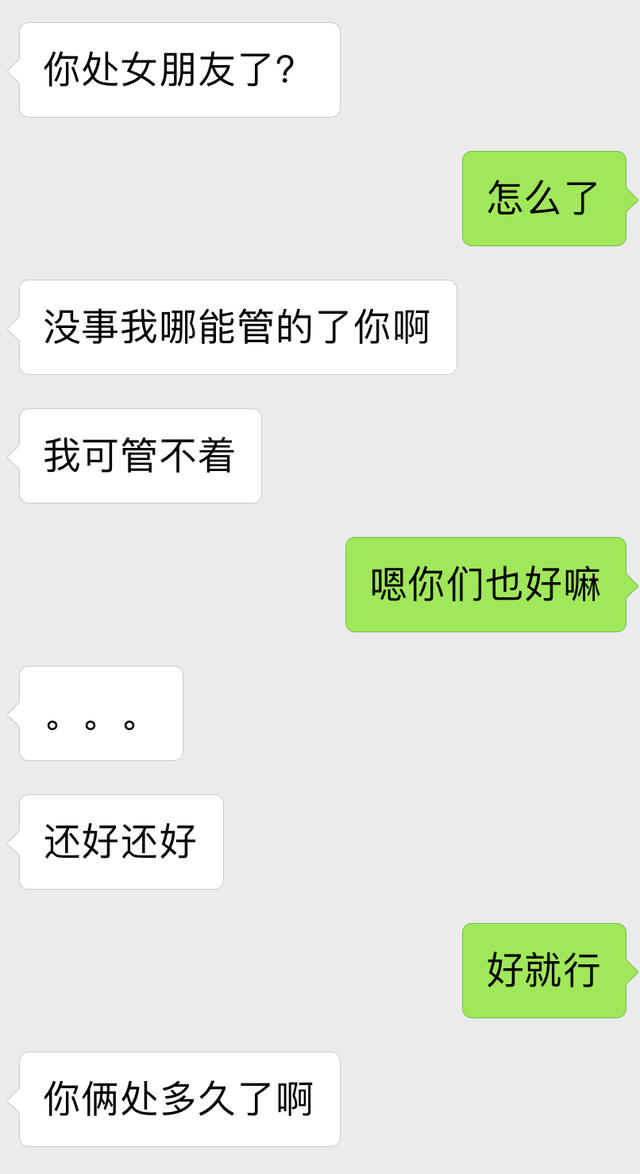 你处女朋友了?
怎么了
没事我哪能管的了你啊
我可管不着
嗯你们也好嘛
。。。
还好还好
好就行
你俩处多久了啊